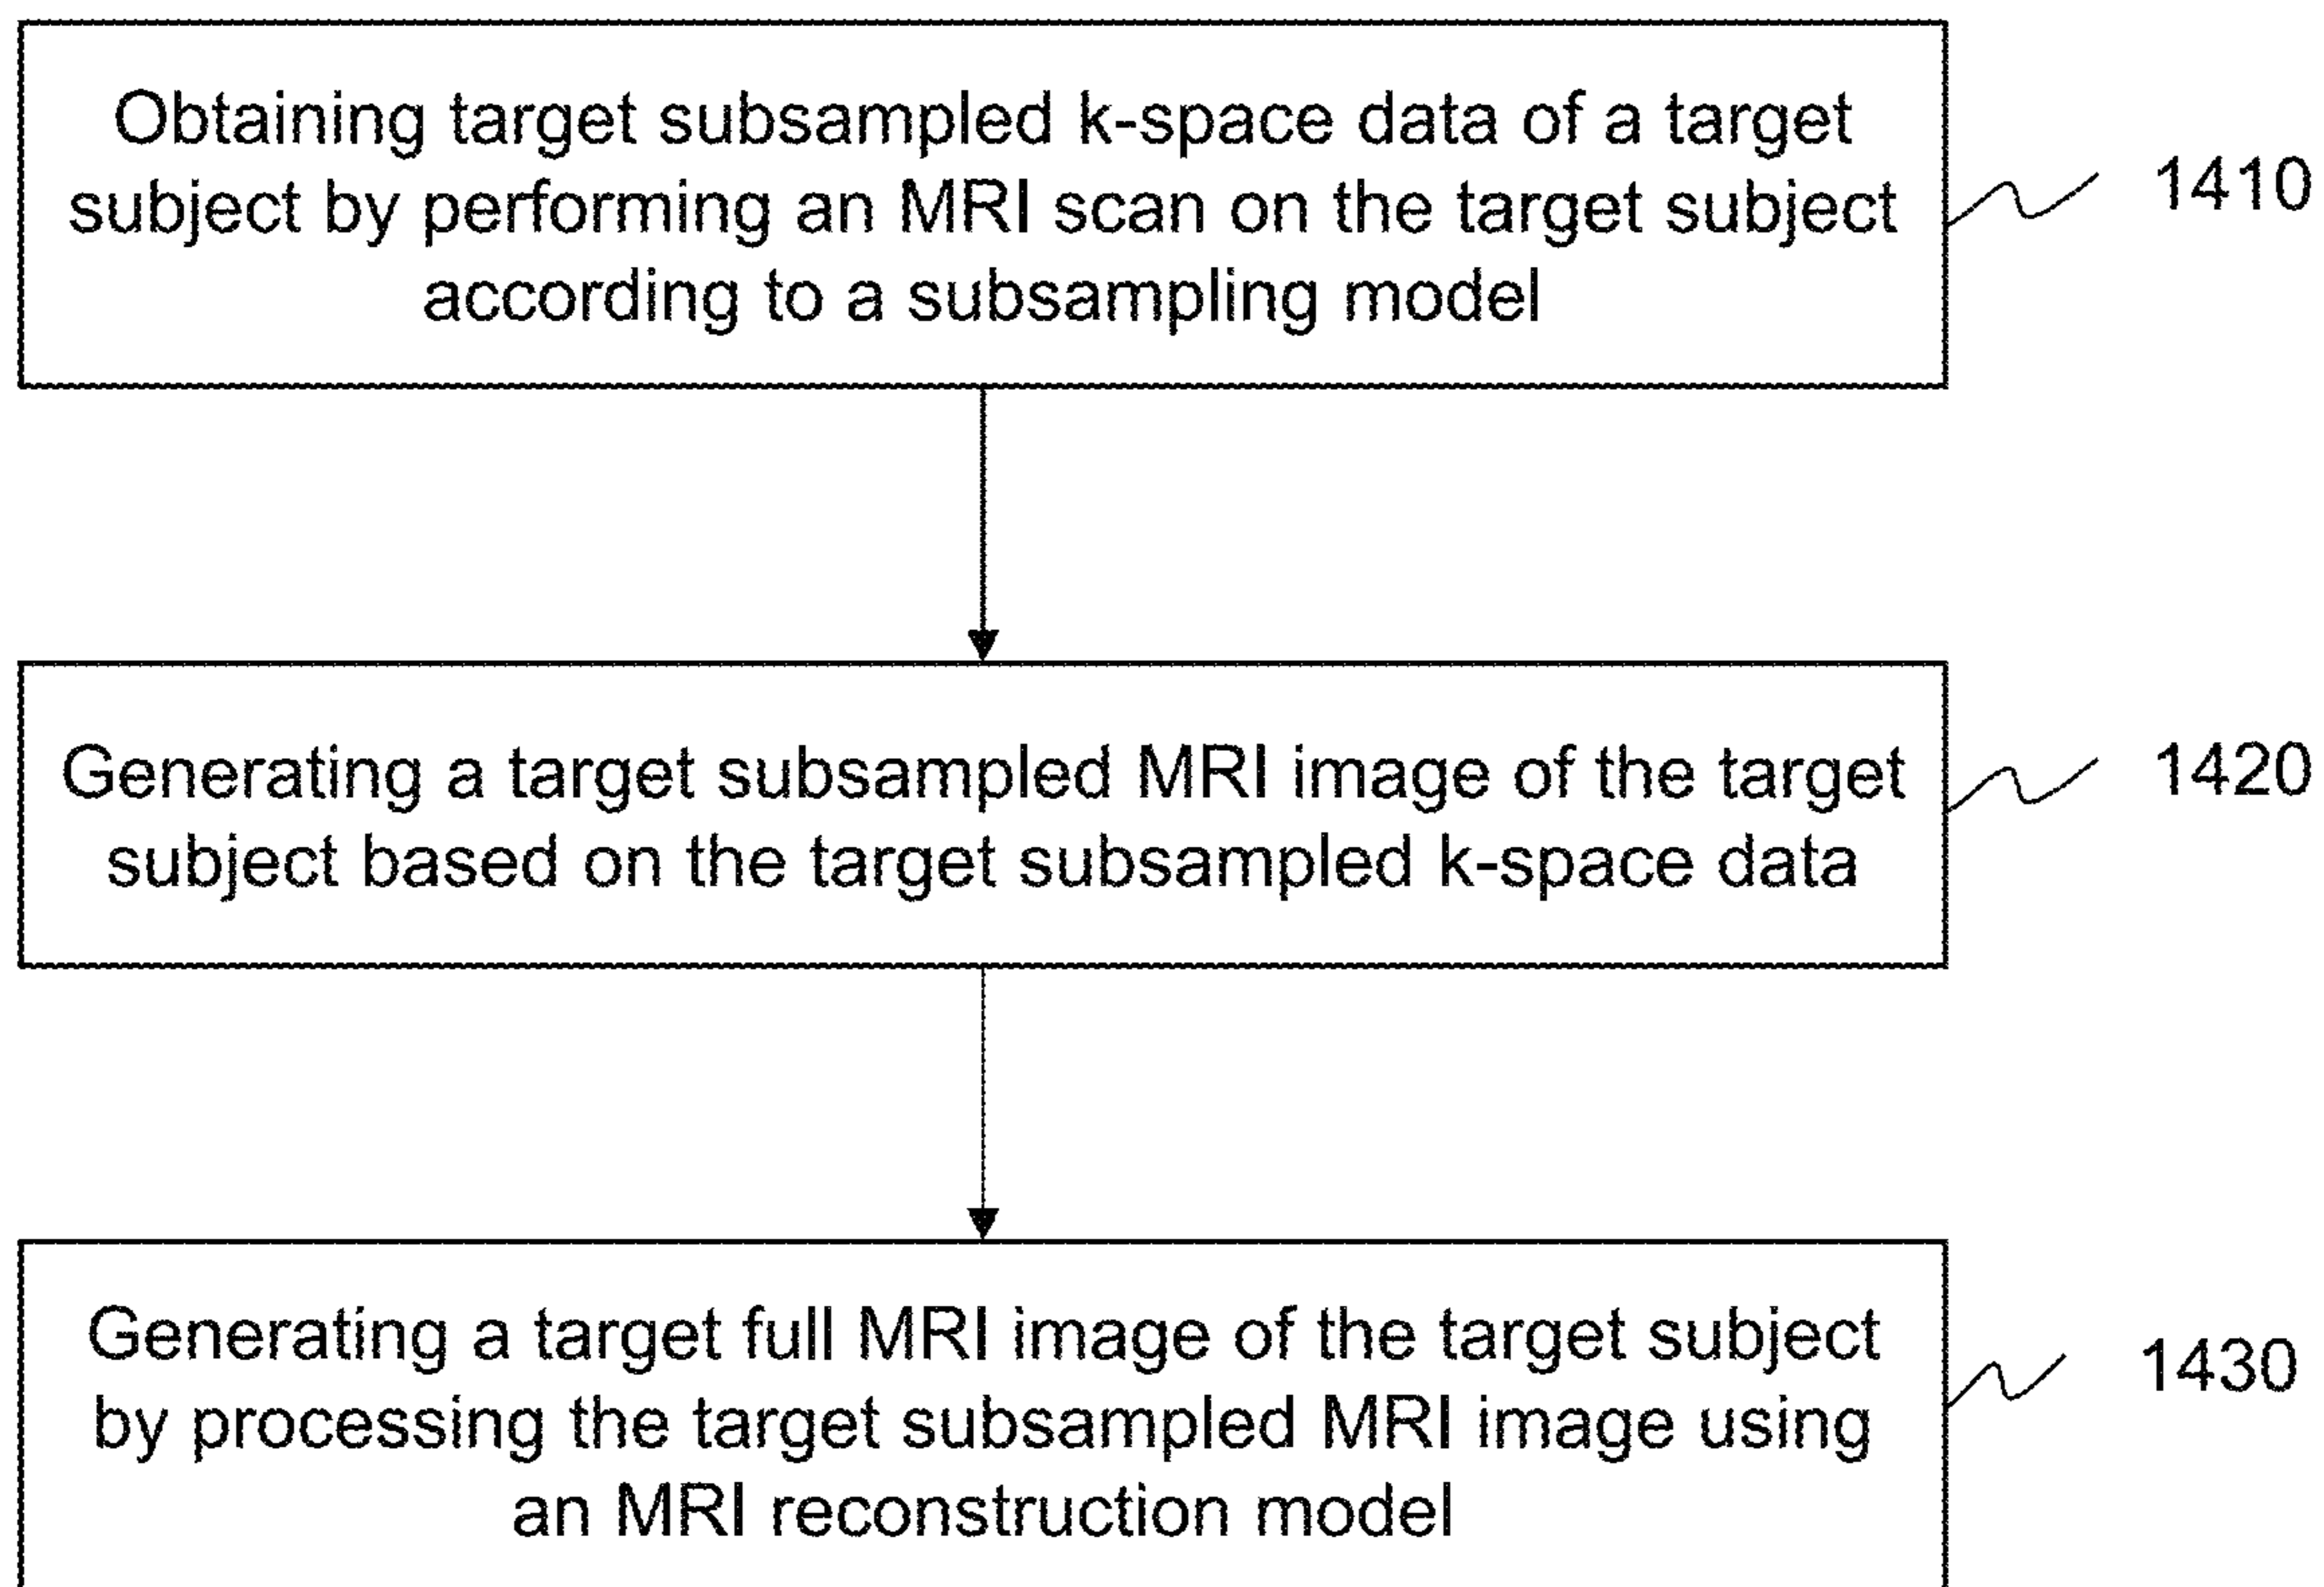 Obtaining target subsampled k-space data of a target
subject by performing an MRI scan on the target subject
according to a subsampling model
1410
Generating a target subsampled MRI image of the target
subject based on the target subsampled k-space data
1420
Generating a target full MRI image of the target subject
by processing the target subsampled MRI image using
an MRI reconstruction model
1430